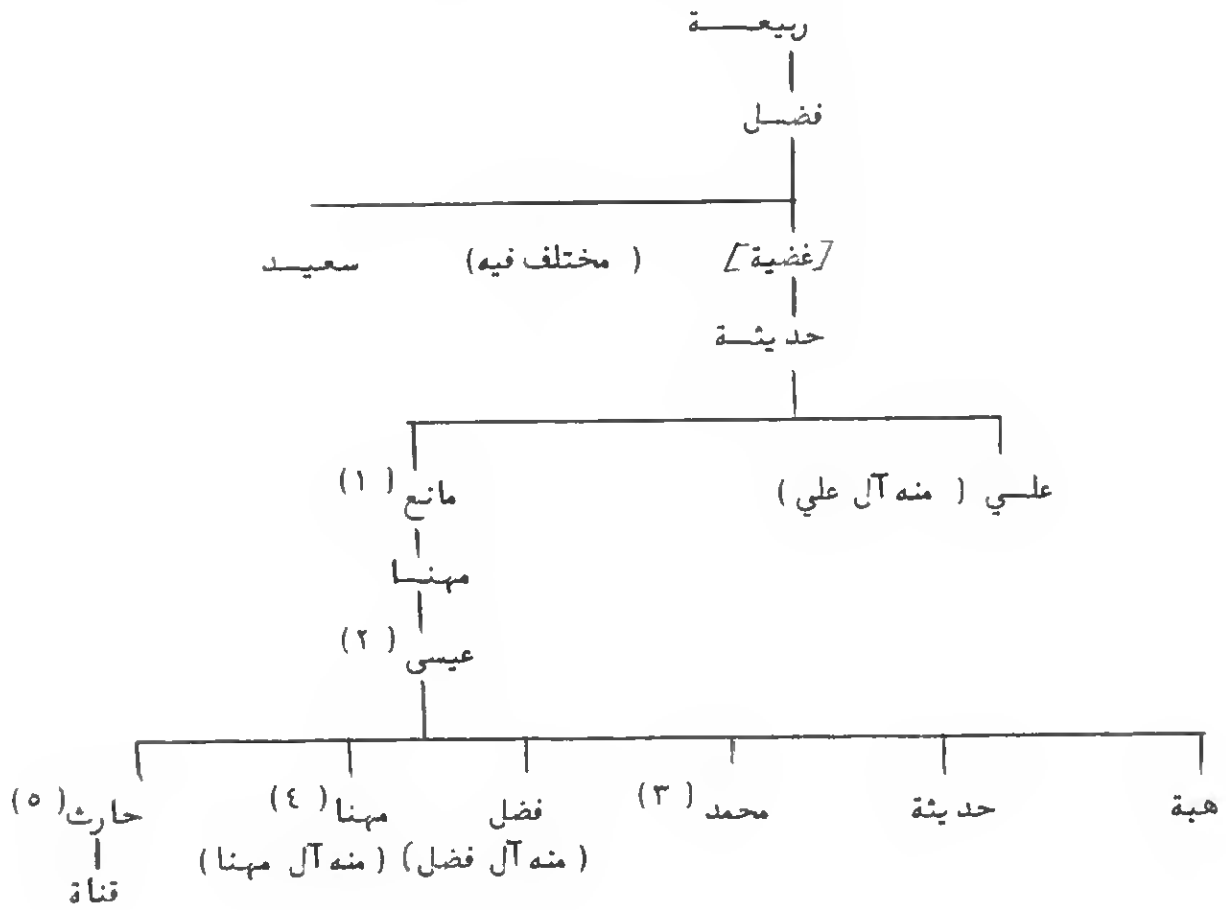 ربيعة
فضل
[غضية] (مختلف فيه) سعيد
حديثة
علي (منه آل علي) مانع (١)
مهنا
عيسى (٢)
هبة حديثة محمد (٣) فضل مهنا (٤) حارث (٥)
(منه آل فضل) (منه آل مهنا)
قناة